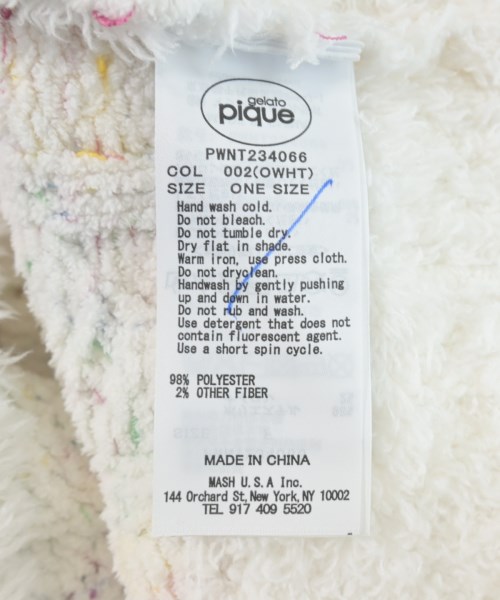 gelato
pique
PWNT234066
COL 002(OWHT)
SIZE ONE SIZE
Hand wash cold.
Do not bleach.
Do not tumble dry.
Dry flat in shade.
Warm iron, use press cloth.
Do not dryclean.
Handwash by gently pushing
up and down in water.
Do not rub and wash.
Use detergent that does not
contain fluorescent agent.
Use a short spin cycle.
98% POLYESTER
2% OTHER FIBER
MADE IN CHINA
MASH U.S.A Inc.
144 Orchard St, New York, NY 10002
TEL 917 409 5520